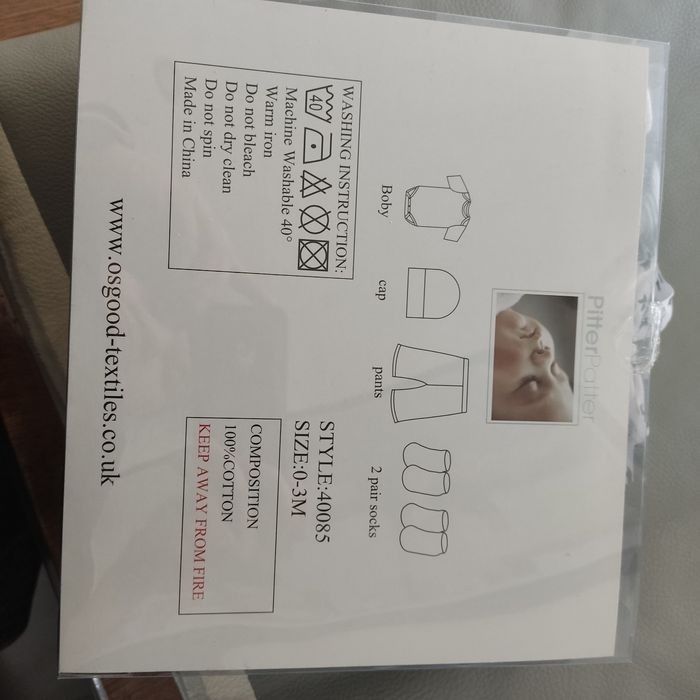 PitterPatter
Boby
cap
pants
2 pair socks
WASHING INSTRUCTION:
40
Machine Washable 40°
Warm iron
Do not bleach
Do not dry clean
Do not spin
Made in China
STYLE:40085
SIZE:0-3M
COMPOSITION
100%COTTON
KEEP AWAY FROM FIRE
www.osgood-textiles.co.uk